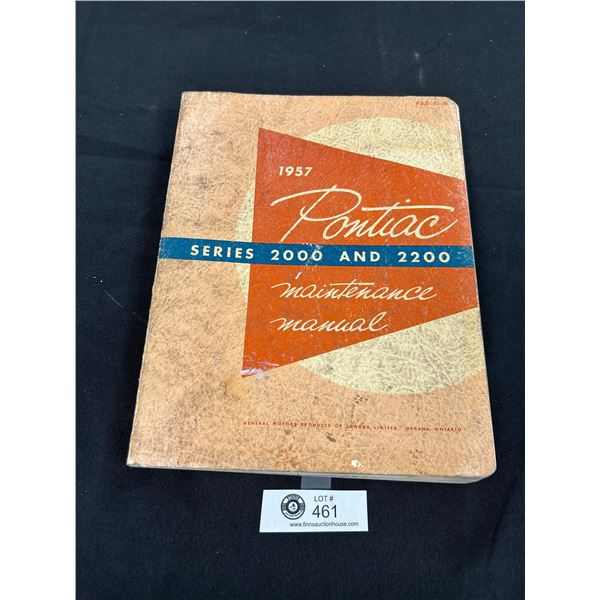 1957
Pontiac
SERIES 2000 AND 2200
maintenance
manual
GENERAL MOTORS PRODUCTS OF CANADA LIMITED, OSHAWA, ONTARIO
LOT #
461
www.finnsauctionhouse.com